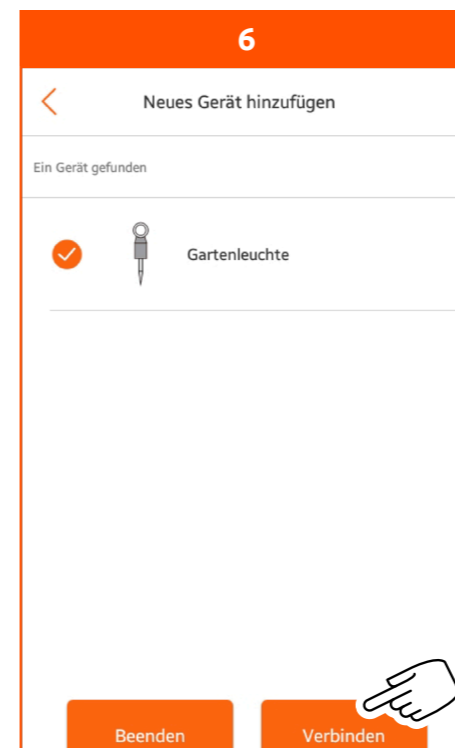 6
Neues Gerät hinzufügen
Ein Gerät gefunden
Gartenleuchte
Beenden
Verbinden